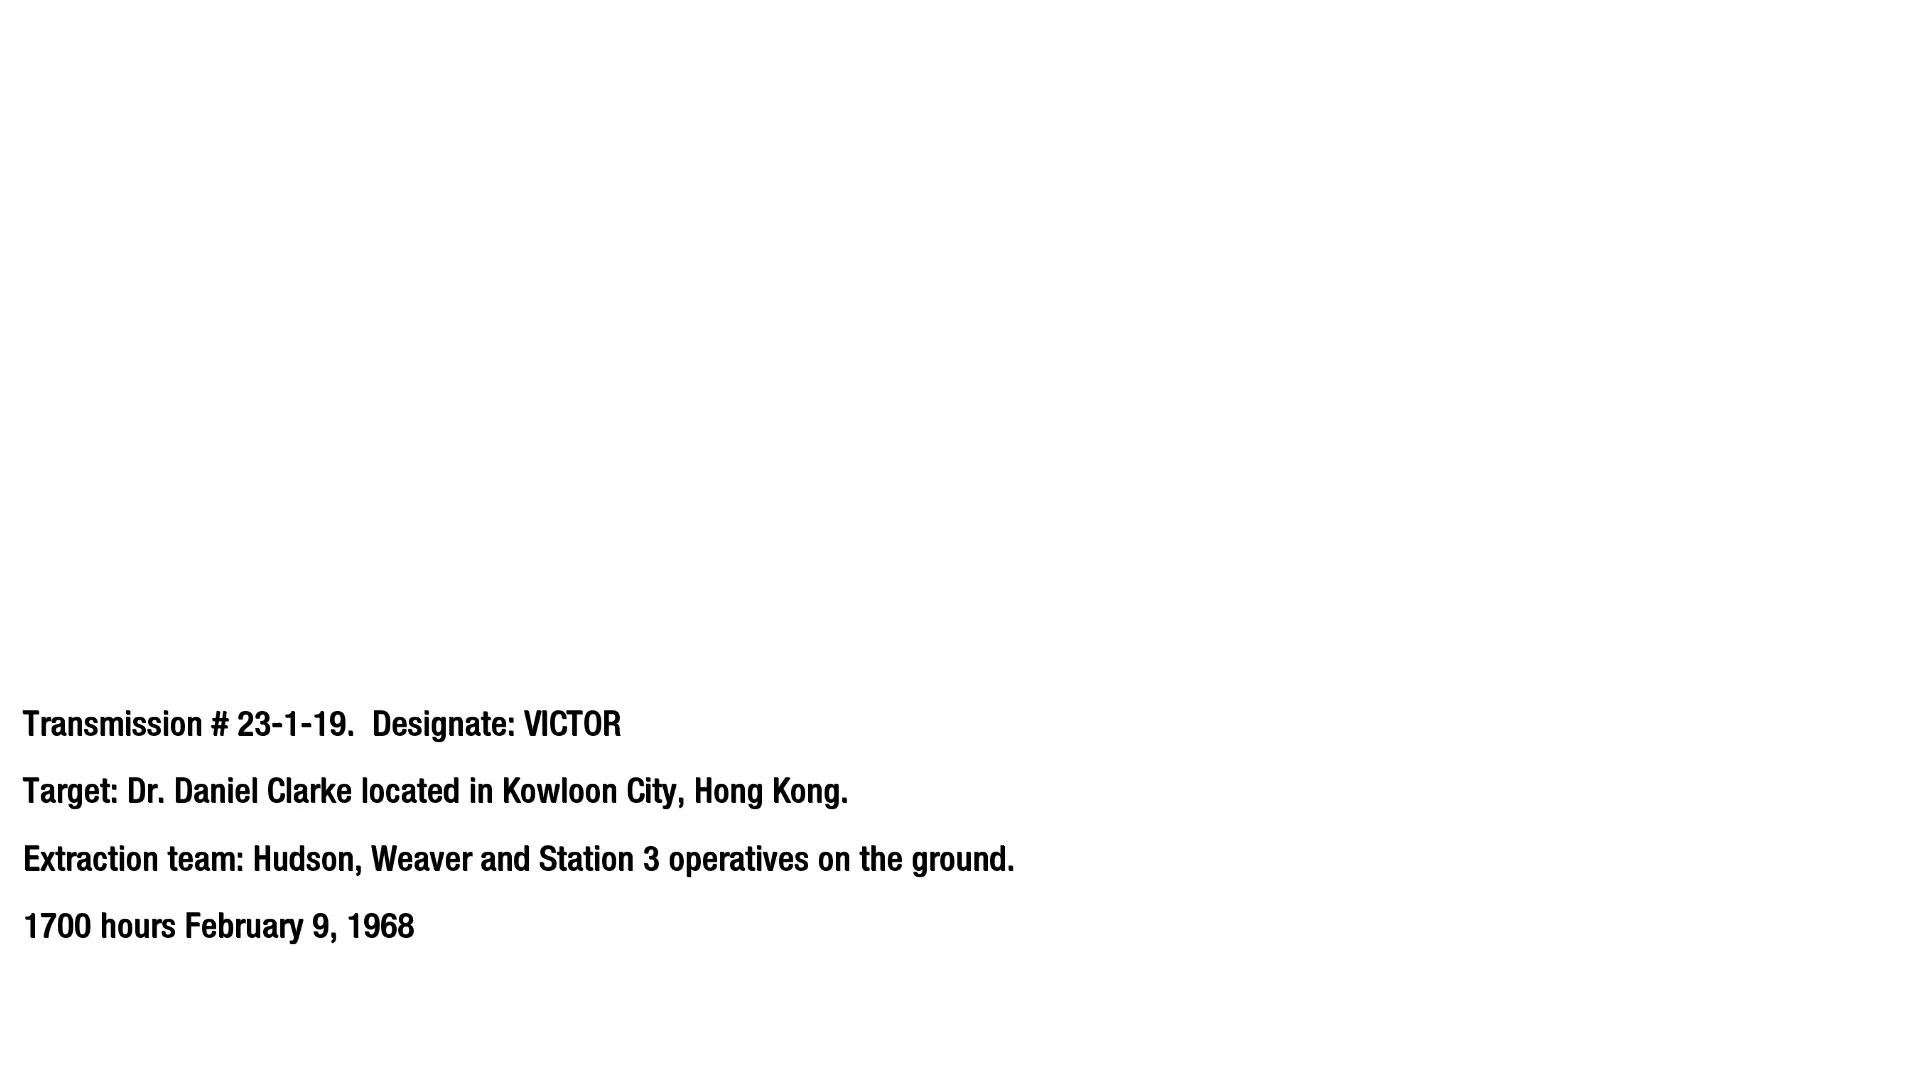 Transmission # 23-1-19.  Designate: VICTOR
Target: Dr. Daniel Clarke located in Kowloon City, Hong Kong.
Extraction team: Hudson, Weaver and Station 3 operatives on the ground.
1700 hours February 9, 1968